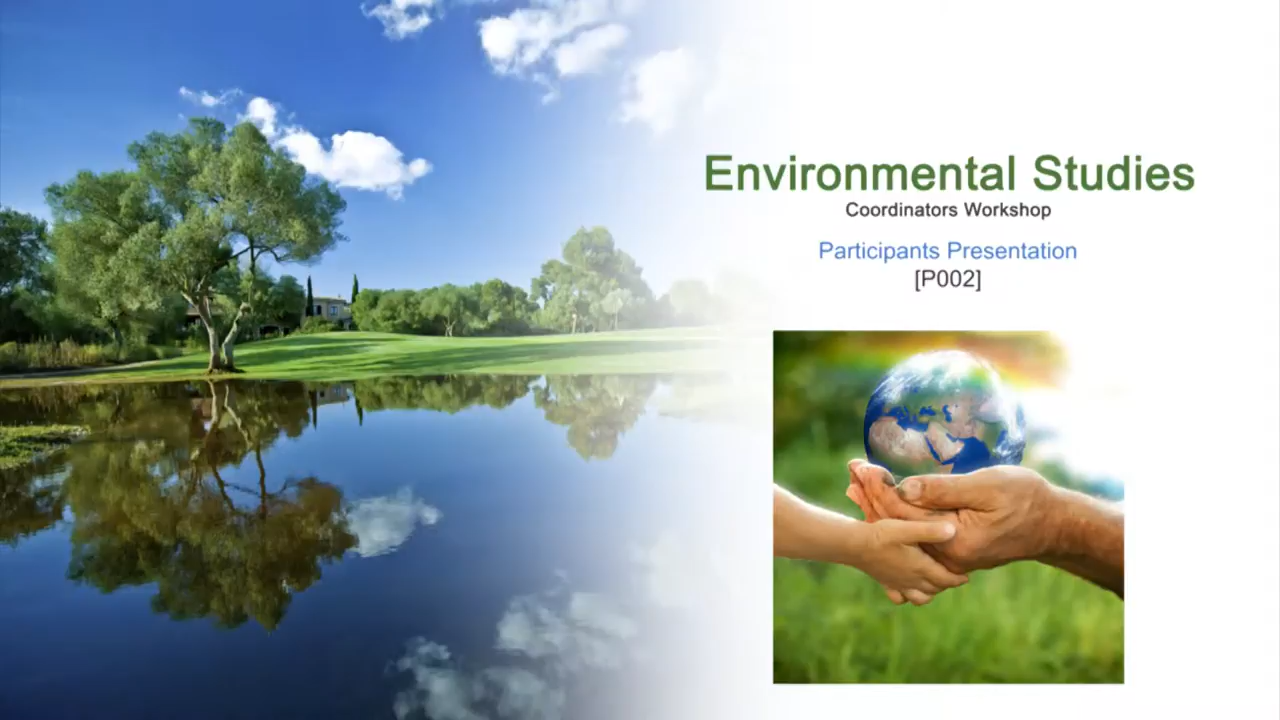 Environmental Studies
Coordinators Workshop
Participants Presentation
[P002]